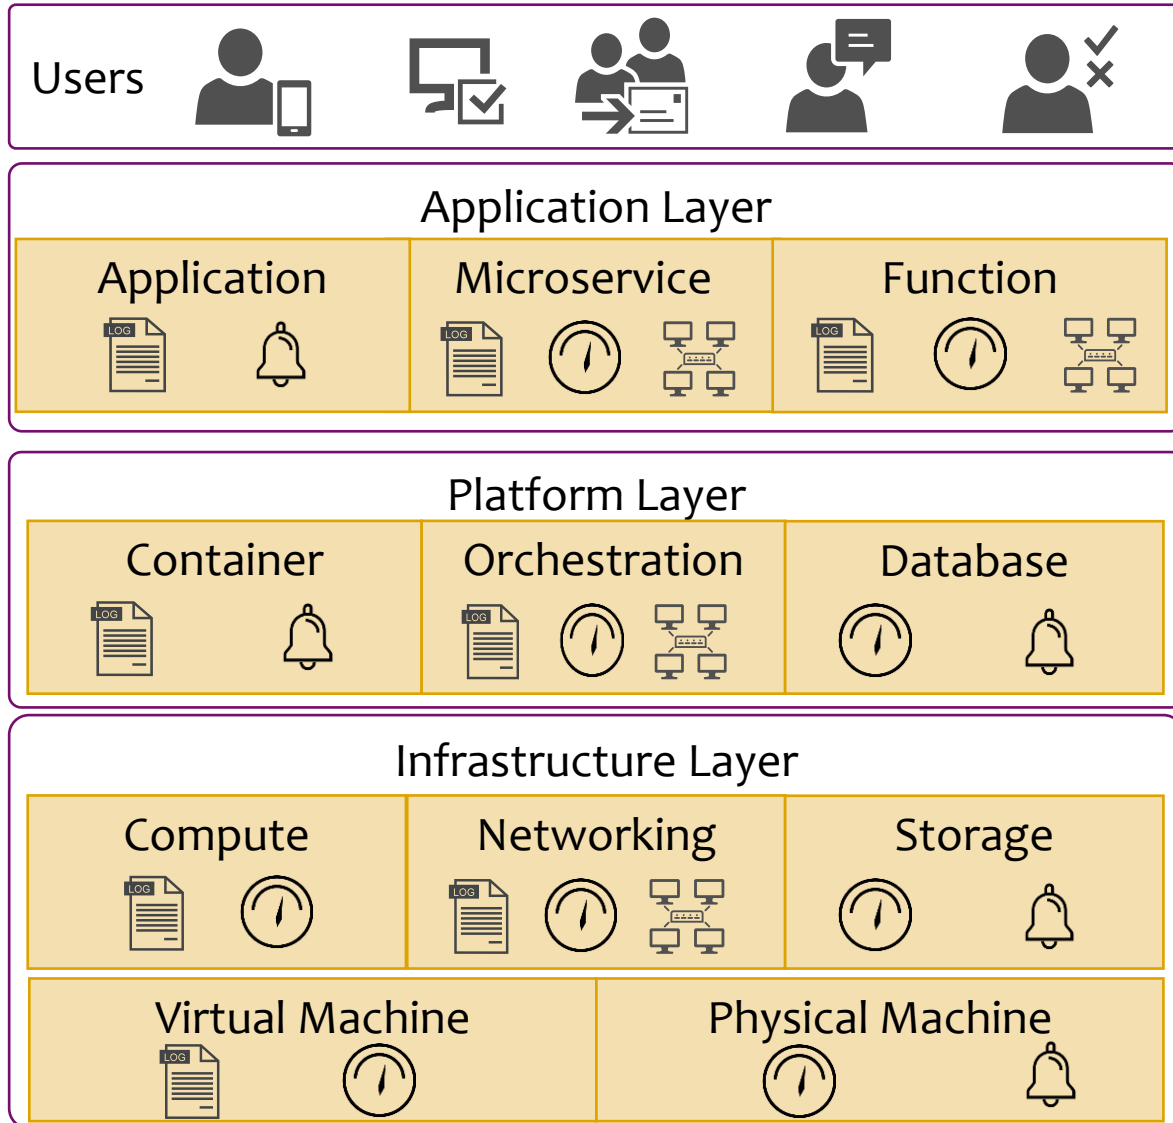 Users
Application Layer
Application Microservice Function
LOG LOG LOG
Platform Layer
Container Orchestration Database
LOG LOG
Infrastructure Layer
Compute Networking Storage
LOG LOG
Virtual Machine Physical Machine
LOG